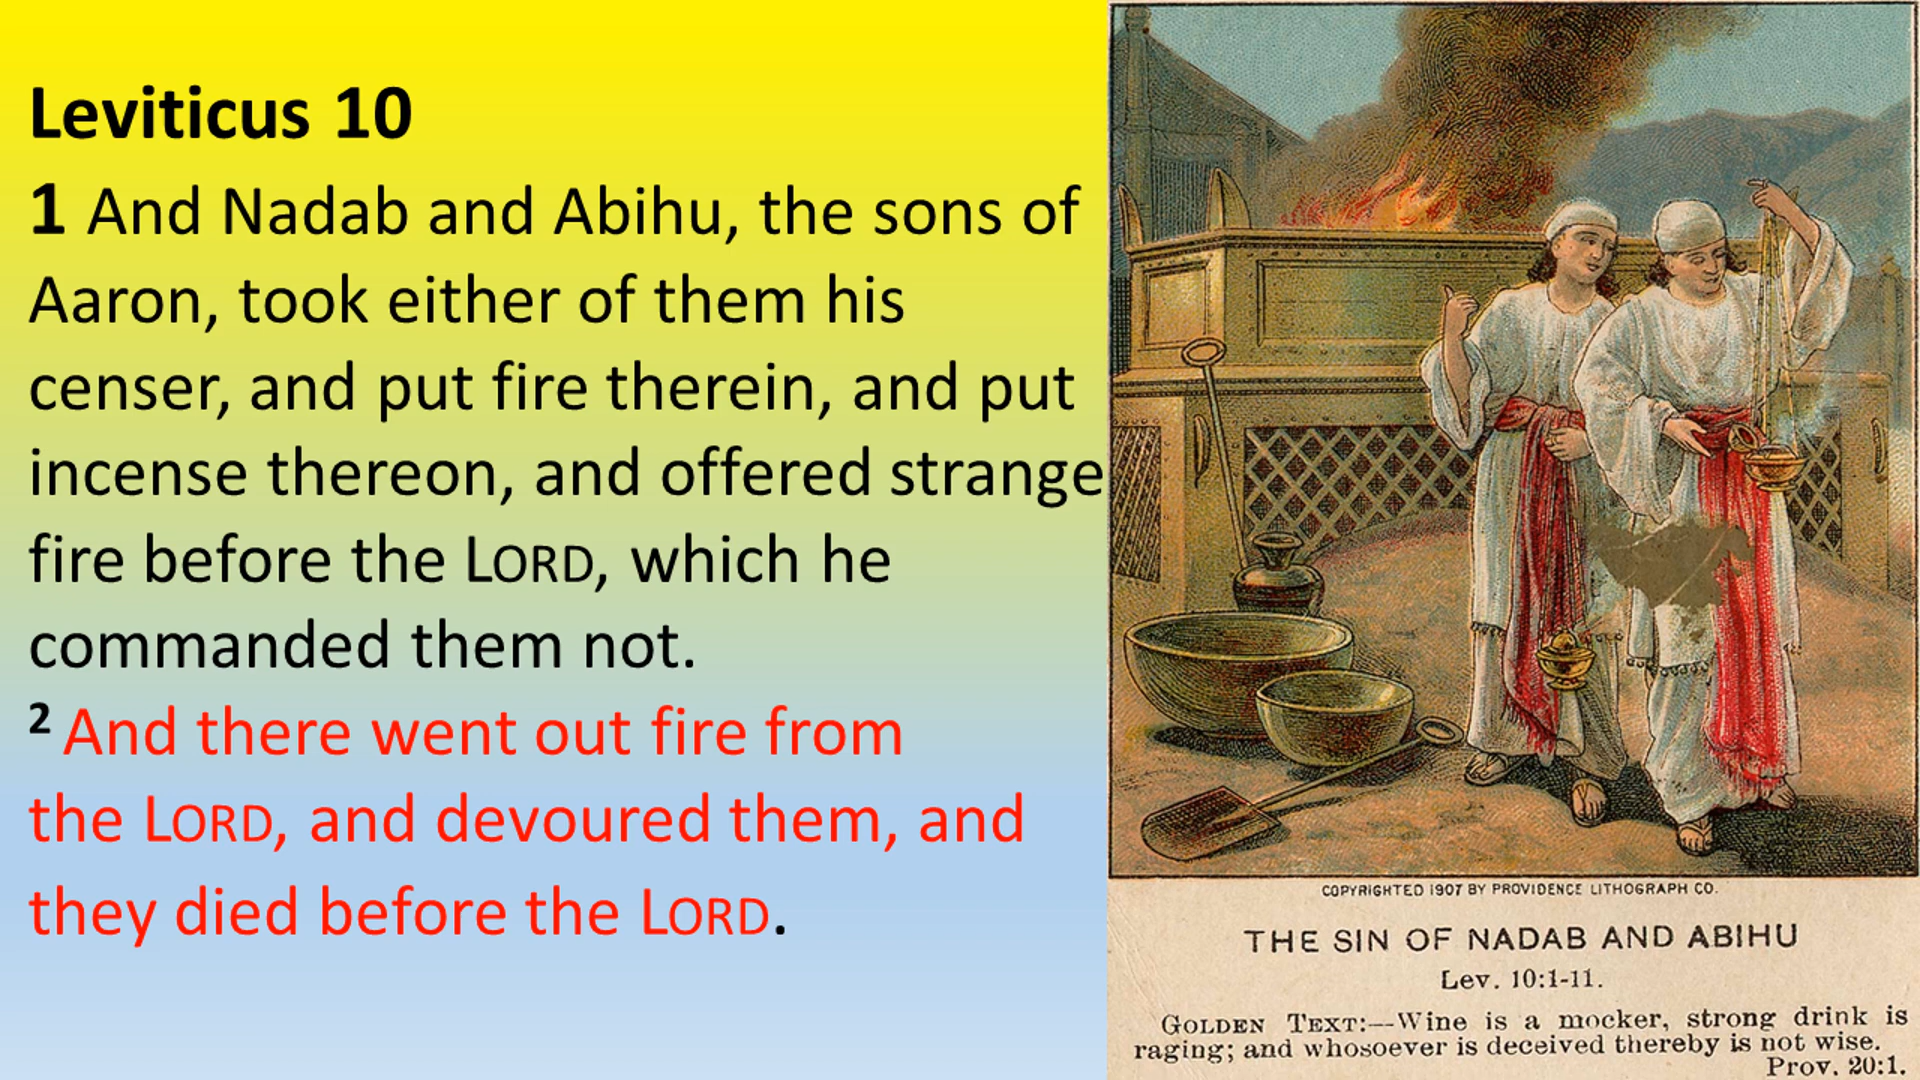 Leviticus 10
1 And Nadab and Abihu, the sons of
Aaron, took either of them his
censer, and put fire therein, and put
incense thereon, and offered strange
fire before the LORD, which he
commanded them not.
2 And there went out fire from
the LORD, and devoured them, and
they died before the LORD.
COPYRIGHTED 1907 BY PROVIDENCE LITHOGRAPH CO.
THE SIN OF NADAB AND ABIHU
Lev. 10:1-11.
GOLDEN TEXT:—Wine is a mocker, strong drink is
raging; and whosoever is deceived thereby is not wise.
Prov. 20:1.